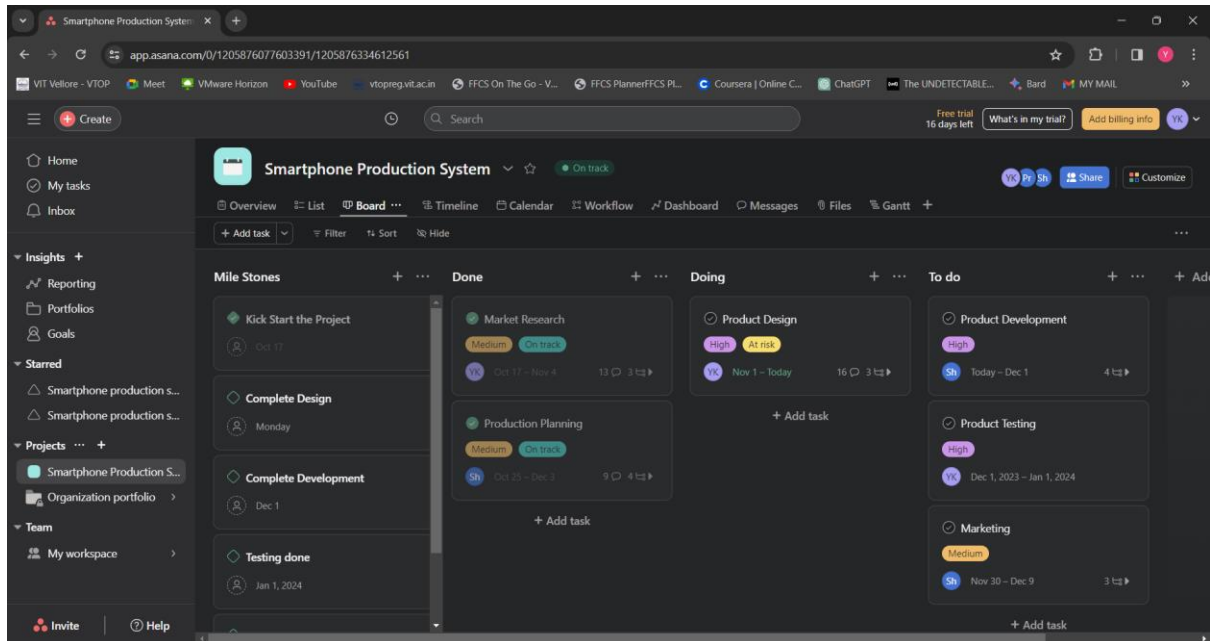 Smartphone Production System
app.asana.com/0/1205876077603391/1205876334612561
VIT Vellore - VTOP Meet VMware Horizon YouTube vtopreg.vit.ac.in FFCS On The Go - V... FFCS PlannerFFCS Pl... Coursera | Online C... ChatGPT The UNDETECTABLE... Bard MY MAIL
Create
Search
Free trial
16 days left
What's in my trial?
Add billing info
YK
Home
My tasks
Inbox
Insights +
Reporting
Portfolios
Goals
Starred
Smartphone production s...
Smartphone production s...
Projects ... +
Smartphone Production S...
Organization portfolio
Team
My workspace
Invite
Help
Smartphone Production System
On track
YK Pr Sh
Share
Customize
Overview List Board ... Timeline Calendar Workflow Dashboard Messages Files Gantt +
+ Add task Filter Sort Hide
Mile Stones
Kick Start the Project
Oct 17
Complete Design
Monday
Complete Development
Dec 1
Testing done
Jan 1, 2024
Done
Market Research
Medium On track
YK Oct 17 – Nov 4 13 3
Production Planning
Medium On track
Sh Oct 25 – Dec 3 9 4
+ Add task
Doing
Product Design
High At risk
YK Nov 1 – Today 16 3
+ Add task
To do
Product Development
High
Sh Today – Dec 1 4
Product Testing
High
YK Dec 1, 2023 – Jan 1, 2024
Marketing
Medium
Sh Nov 30 – Dec 9 3
+ Add task
+ Add